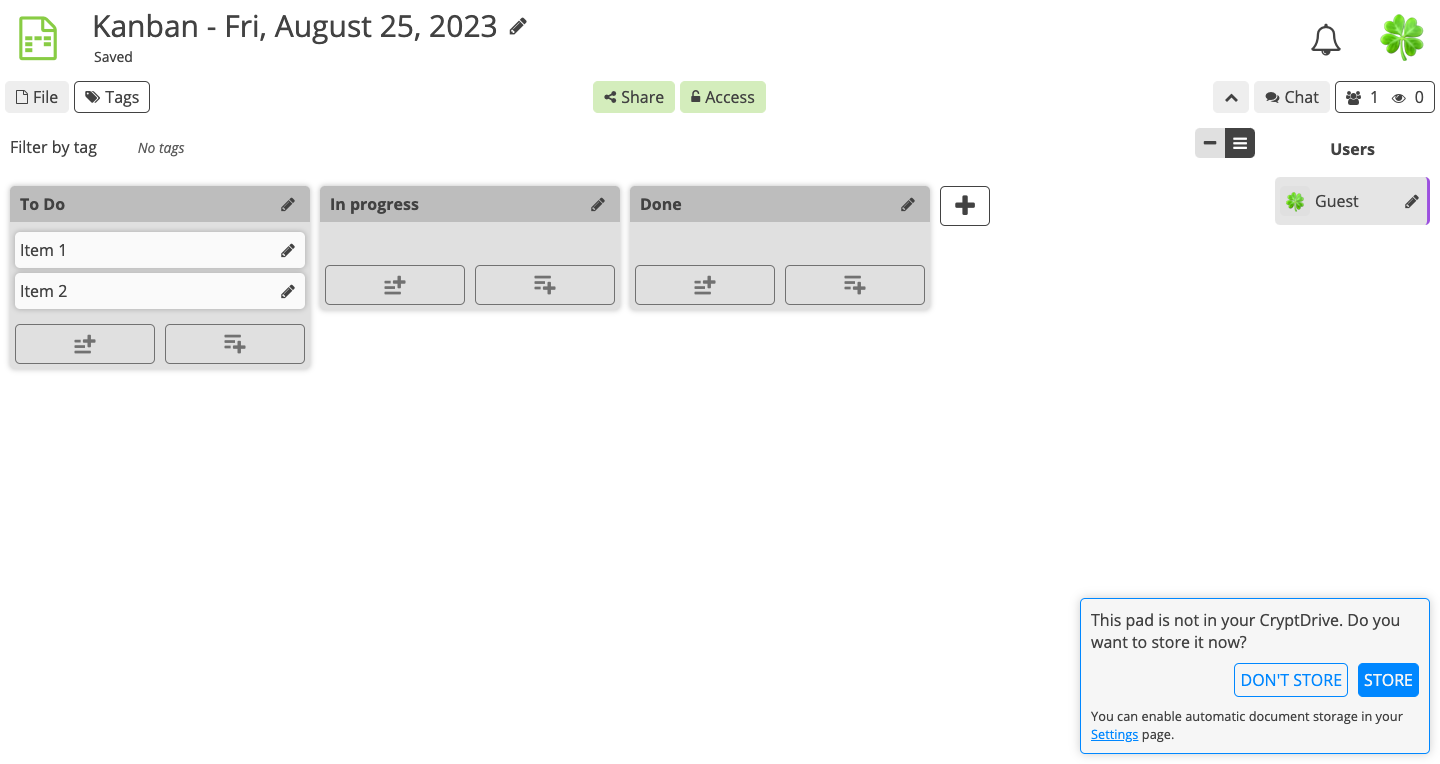 Kanban - Fri, August 25, 2023
Saved
File
Tags
Share
Access
Chat
1
0
Filter by tag
No tags
Users
Guest
To Do
In progress
Done
Item 1
Item 2
This pad is not in your CryptDrive. Do you
want to store it now?
DON'T STORE
STORE
You can enable automatic document storage in your
Settings page.